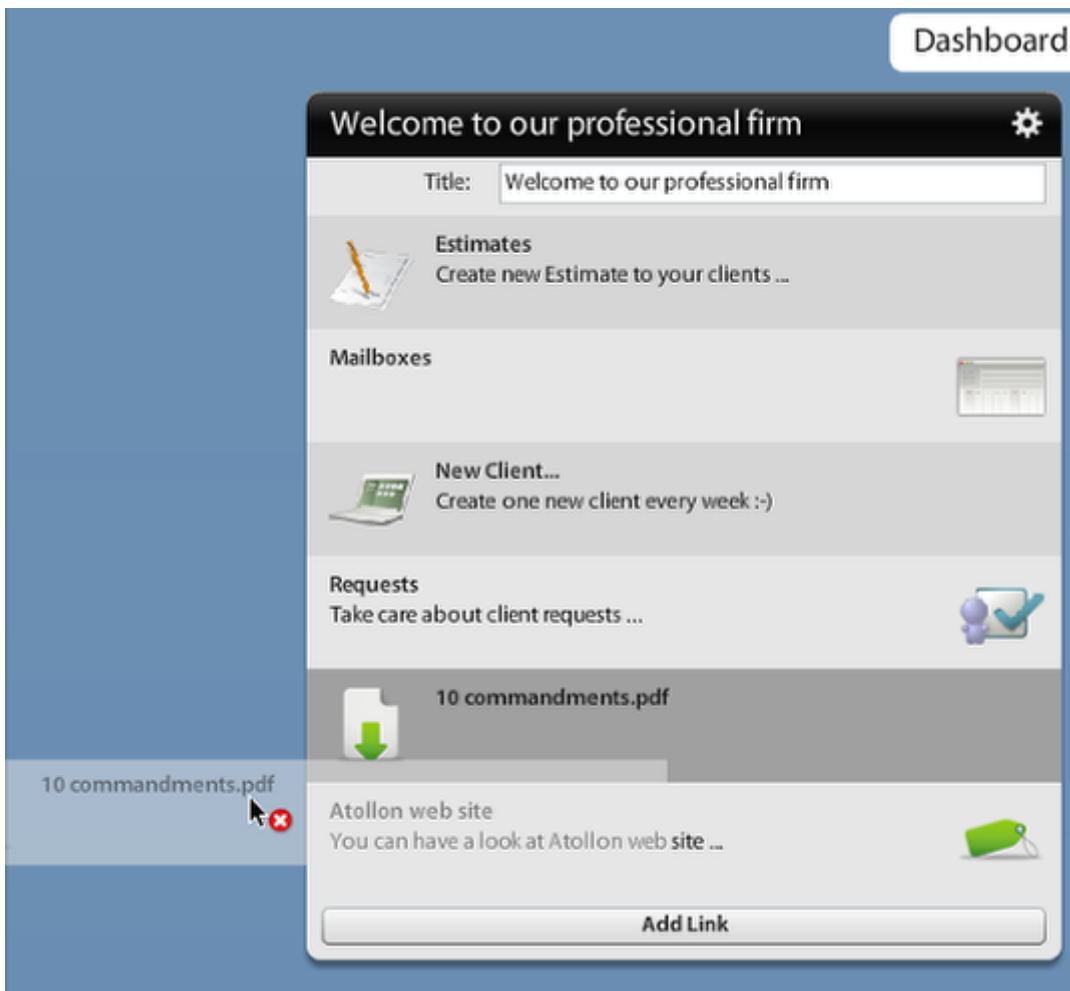 Dashboard
Welcome to our professional firm
Title: Welcome to our professional firm
Estimates
Create new Estimate to your clients ...
Mailboxes
New Client...
Create one new client every week :-)
Requests
Take care about client requests ...
10 commandments.pdf
10 commandments.pdf
Atollon web site
You can have a look at Atollon web site ...
Add Link